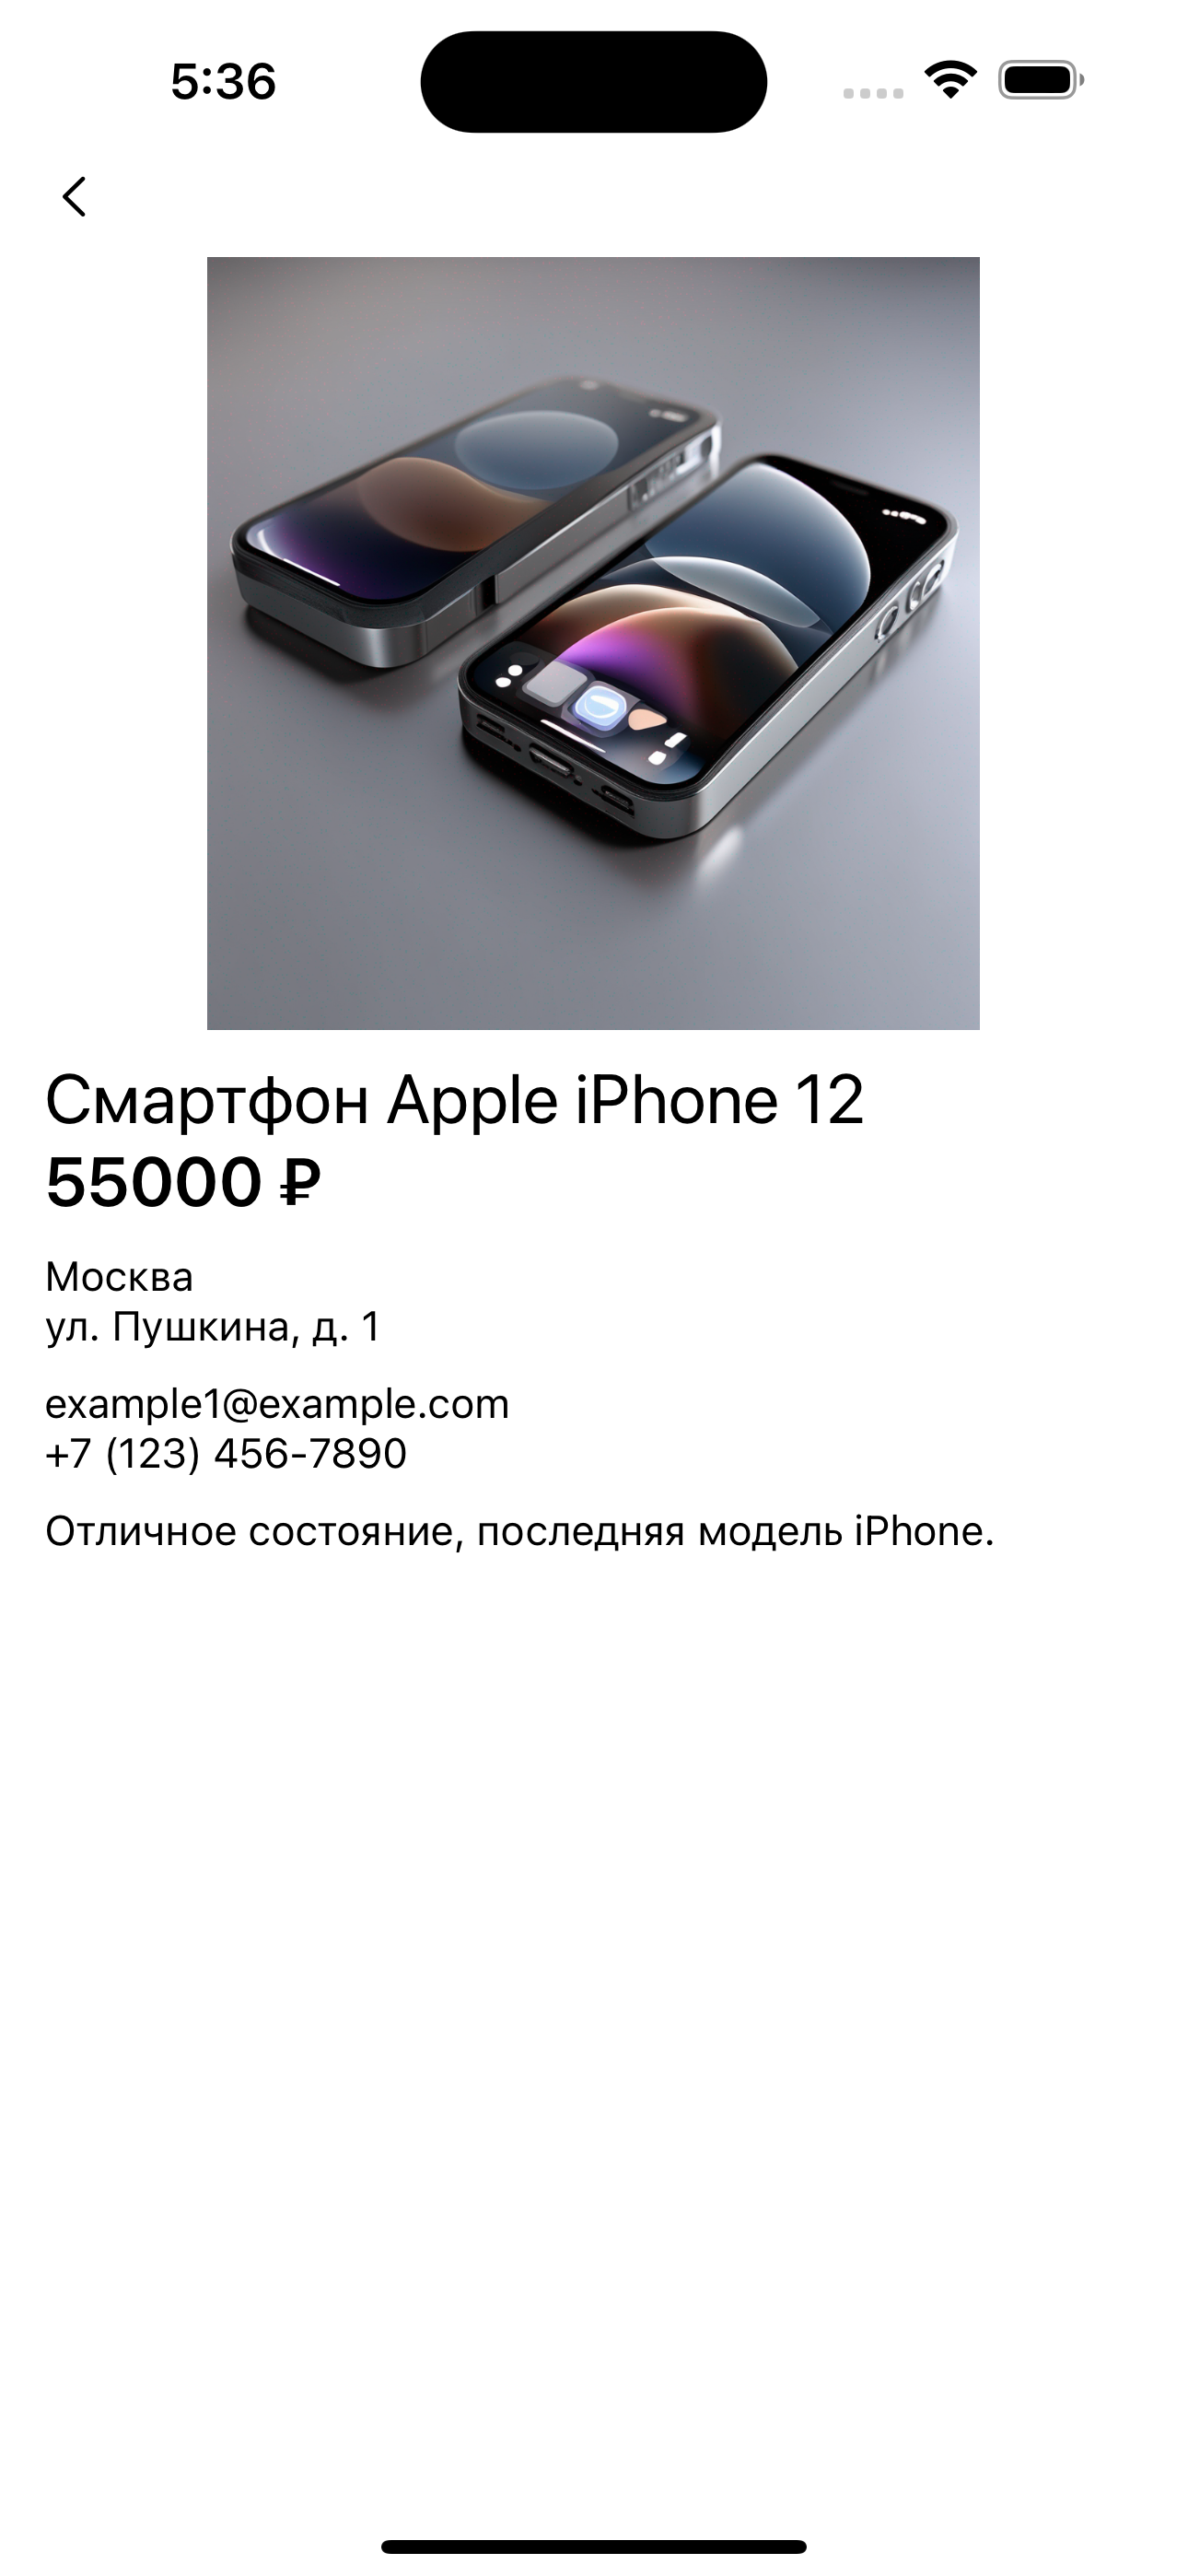 5:36
Смартфон Apple iPhone 12
55000 ₽
Москва
ул. Пушкина, д. 1
example1@example.com
+7 (123) 456-7890
Отличное состояние, последняя модель iPhone.